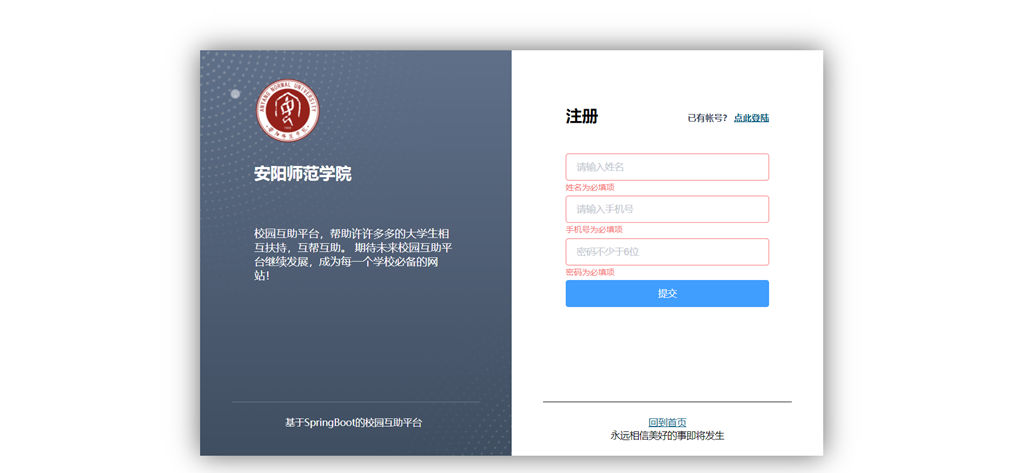 ANYANG NORMAL UNIVERSITY
安阳师范学院
校园互助平台，帮助许许多多的大学生相
互扶持，互帮互助。 期待未来校园互助平
台继续发展，成为每一个学校必备的网
站！
基于SpringBoot的校园互助平台
注册
已有帐号？ 点此登陆
请输入姓名
姓名为必填项
请输入手机号
手机号为必填项
密码不少于6位
密码为必填项
提交
回到首页
永远相信美好的事即将发生